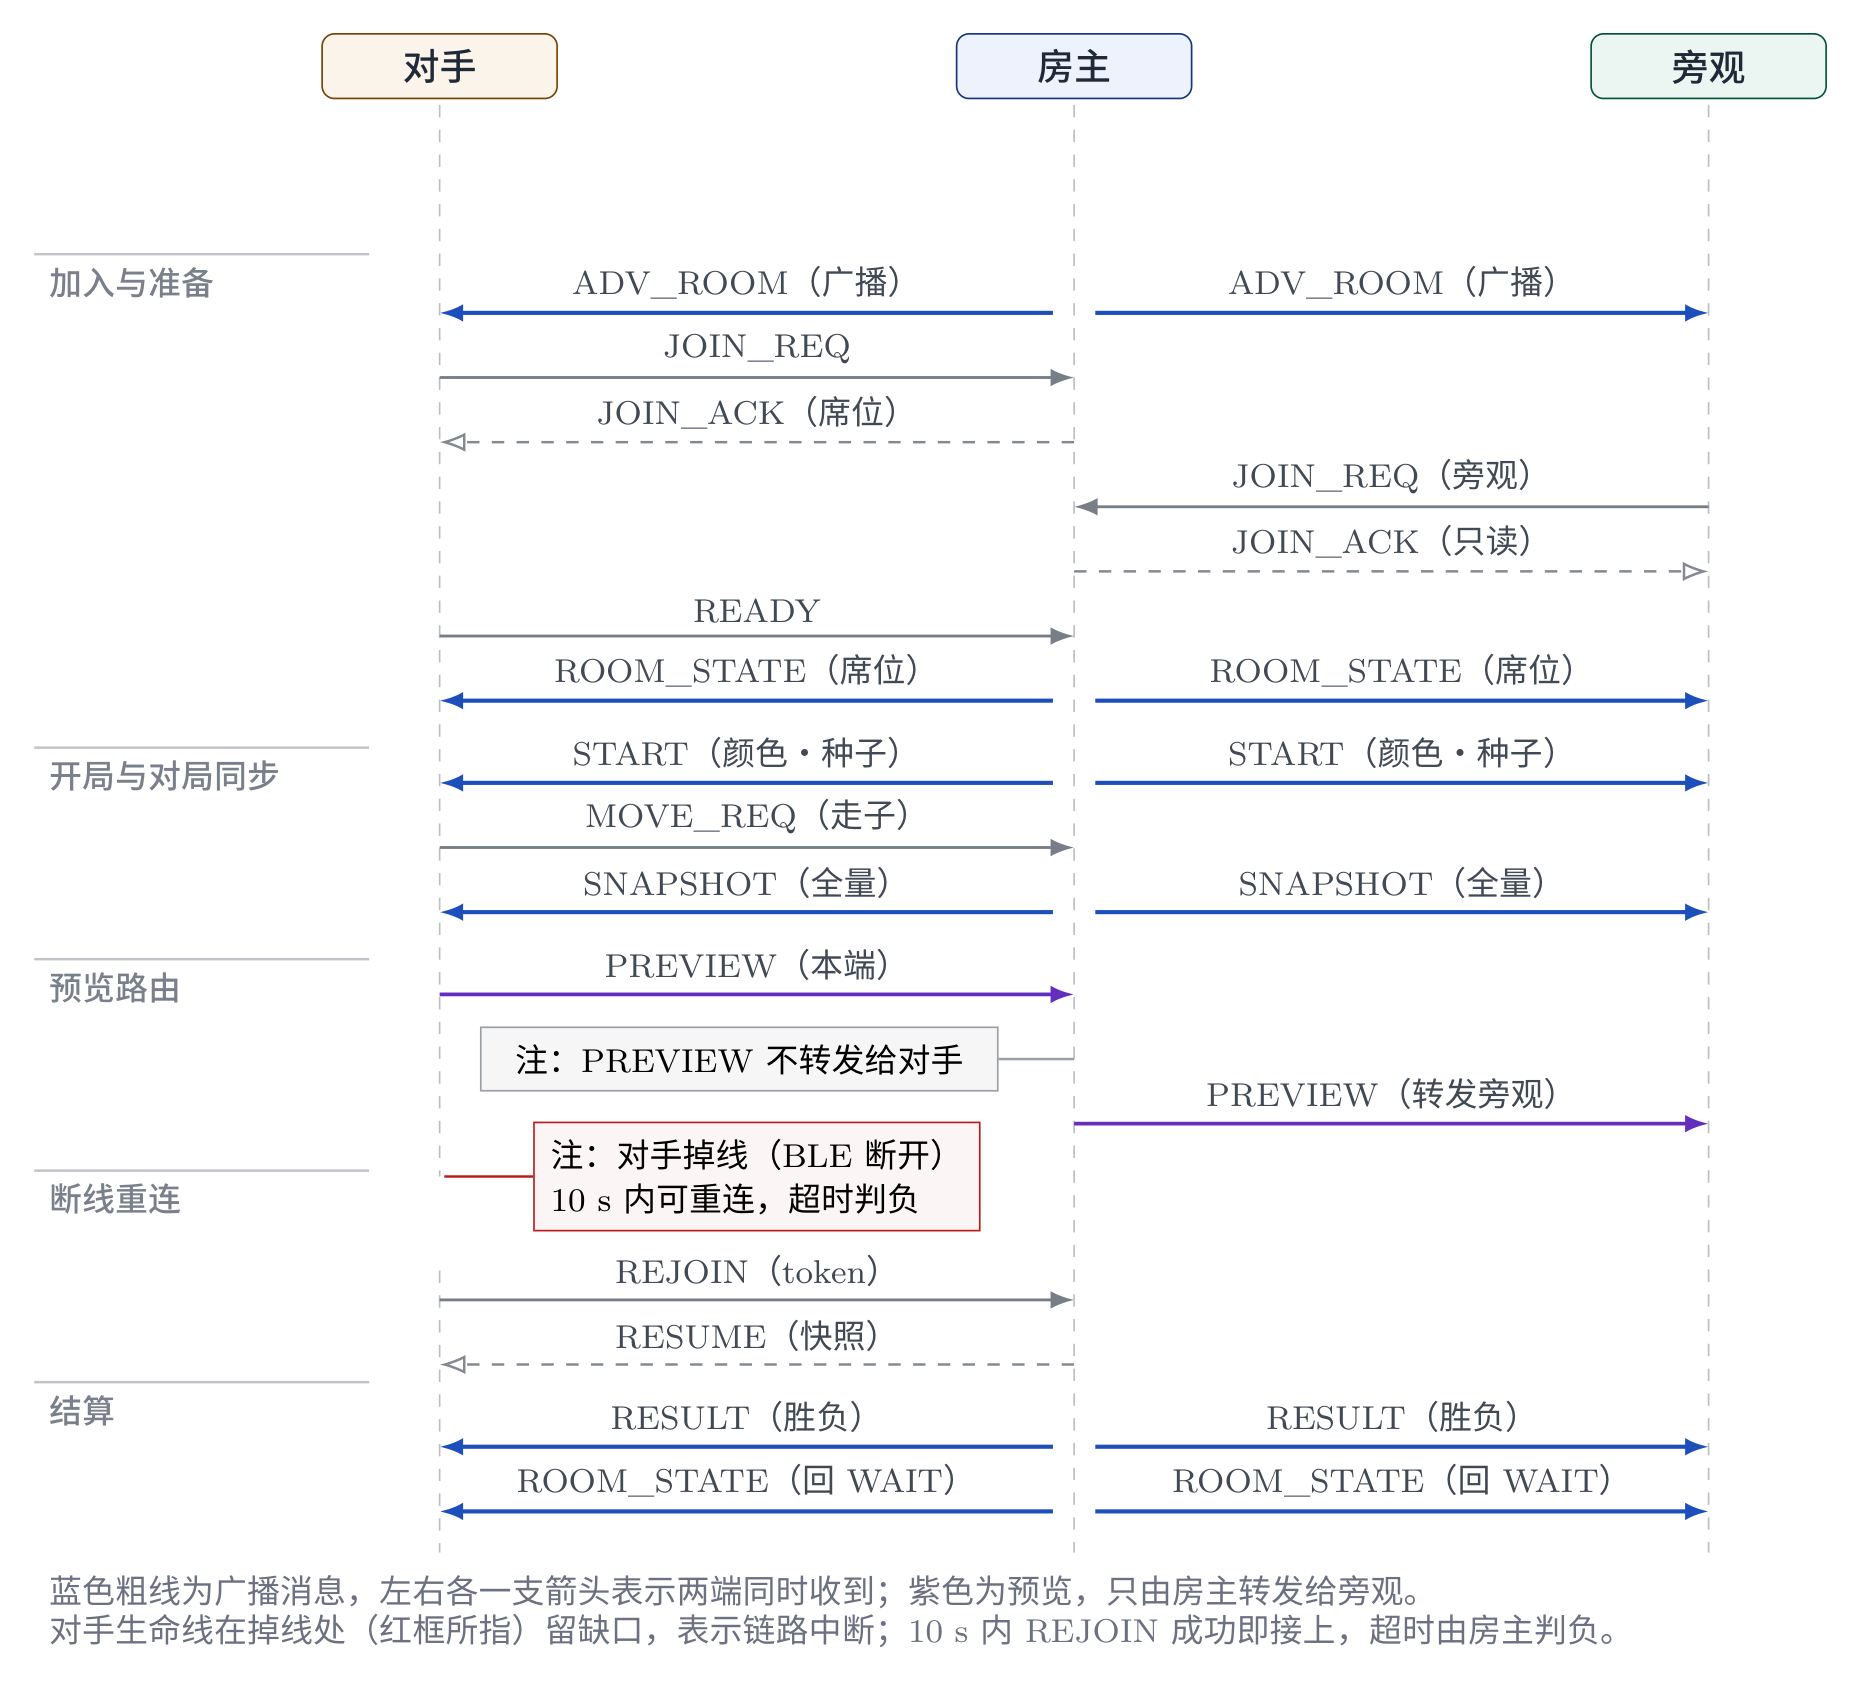 对手
房主
旁观
加入与准备
ADV_ROOM（广播）
ADV_ROOM（广播）
JOIN_REQ
JOIN_ACK（席位）
JOIN_REQ（旁观）
JOIN_ACK（只读）
READY
ROOM_STATE（席位）
ROOM_STATE（席位）
开局与对局同步
START（颜色・种子）
START（颜色・种子）
MOVE_REQ（走子）
SNAPSHOT（全量）
SNAPSHOT（全量）
预览路由
PREVIEW（本端）
注：PREVIEW 不转发给对手
PREVIEW（转发旁观）
断线重连
注：对手掉线（BLE 断开）
10 s 内可重连，超时判负
REJOIN（token）
RESUME（快照）
结算
RESULT（胜负）
RESULT（胜负）
ROOM_STATE（回 WAIT）
ROOM_STATE（回 WAIT）
蓝色粗线为广播消息，左右各一支箭头表示两端同时收到；紫色为预览，只由房主转发给旁观。
对手生命线在掉线处（红框所指）留缺口，表示链路中断；10 s 内 REJOIN 成功即接上，超时由房主判负。